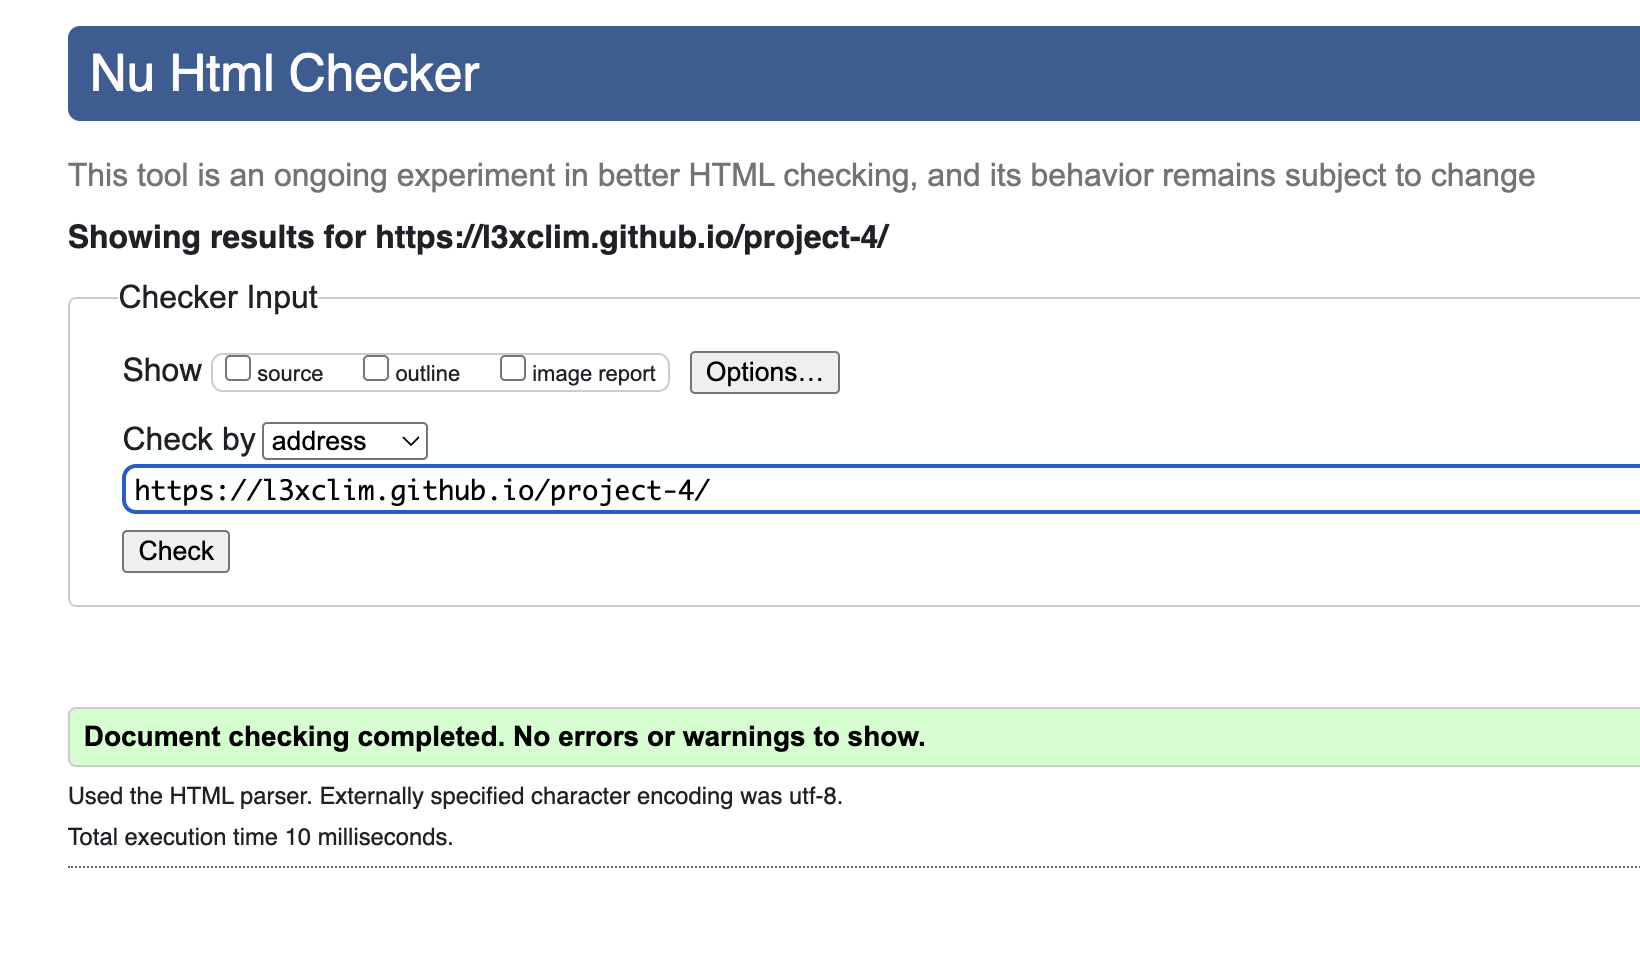 Nu Html Checker
This tool is an ongoing experiment in better HTML checking, and its behavior remains subject to change
Showing results for https://l3xclim.github.io/project-4/
Checker Input
Show source outline image report Options…
Check by address
https://l3xclim.github.io/project-4/
Check
Document checking completed. No errors or warnings to show.
Used the HTML parser. Externally specified character encoding was utf-8.
Total execution time 10 milliseconds.